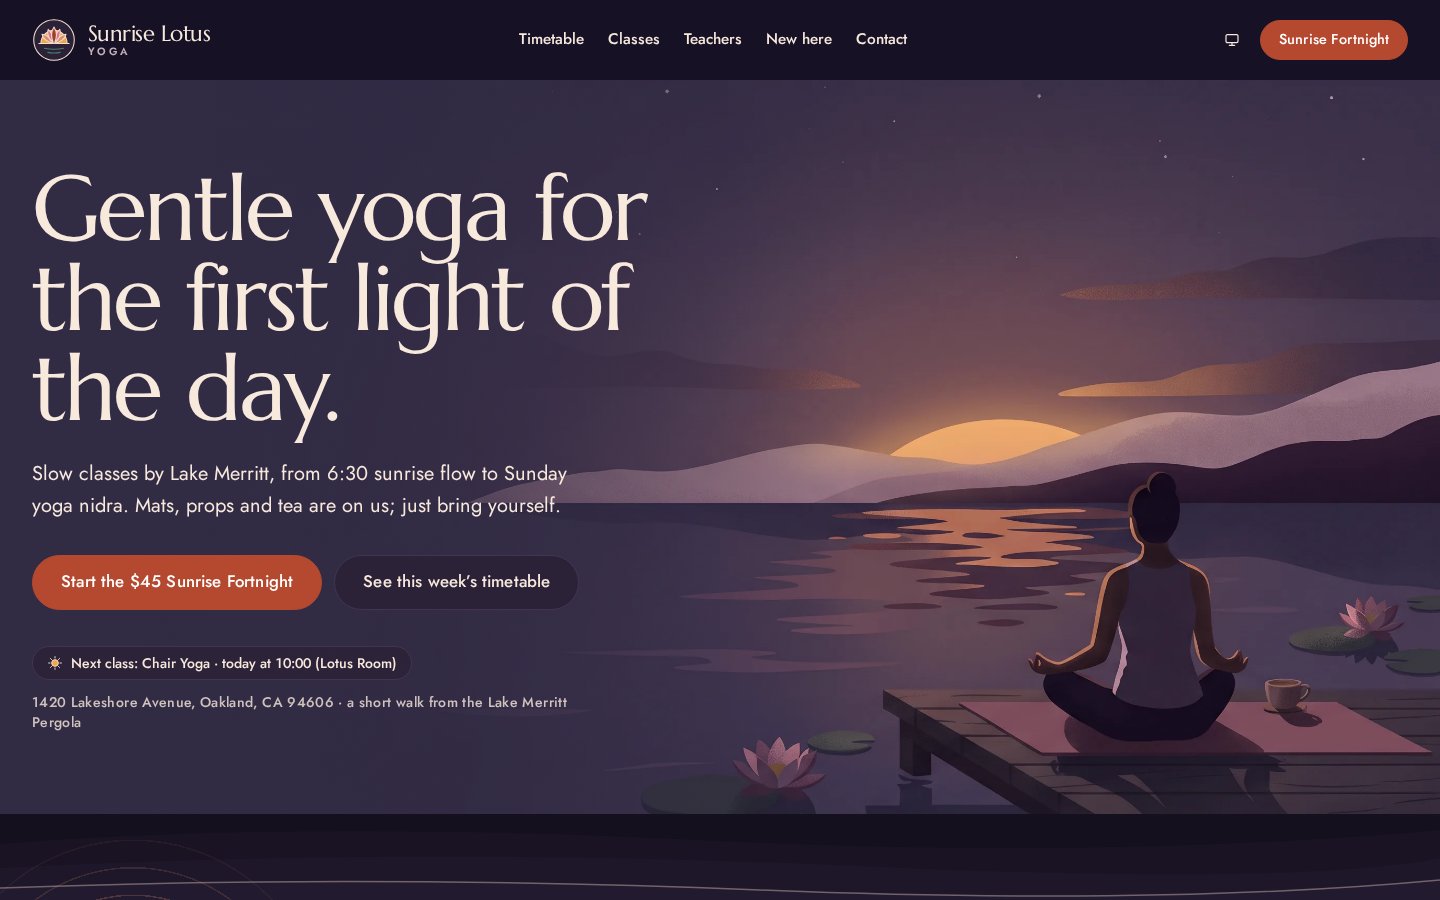 Sunrise Lotus
YOGA
Timetable
Classes
Teachers
New here
Contact
Sunrise Fortnight
Gentle yoga for
the first light of
the day.
Slow classes by Lake Merritt, from 6:30 sunrise flow to Sunday
yoga nidra. Mats, props and tea are on us; just bring yourself.
Start the $45 Sunrise Fortnight
See this week’s timetable
Next class: Chair Yoga · today at 10:00 (Lotus Room)
1420 Lakeshore Avenue, Oakland, CA 94606 · a short walk from the Lake Merritt
Pergola